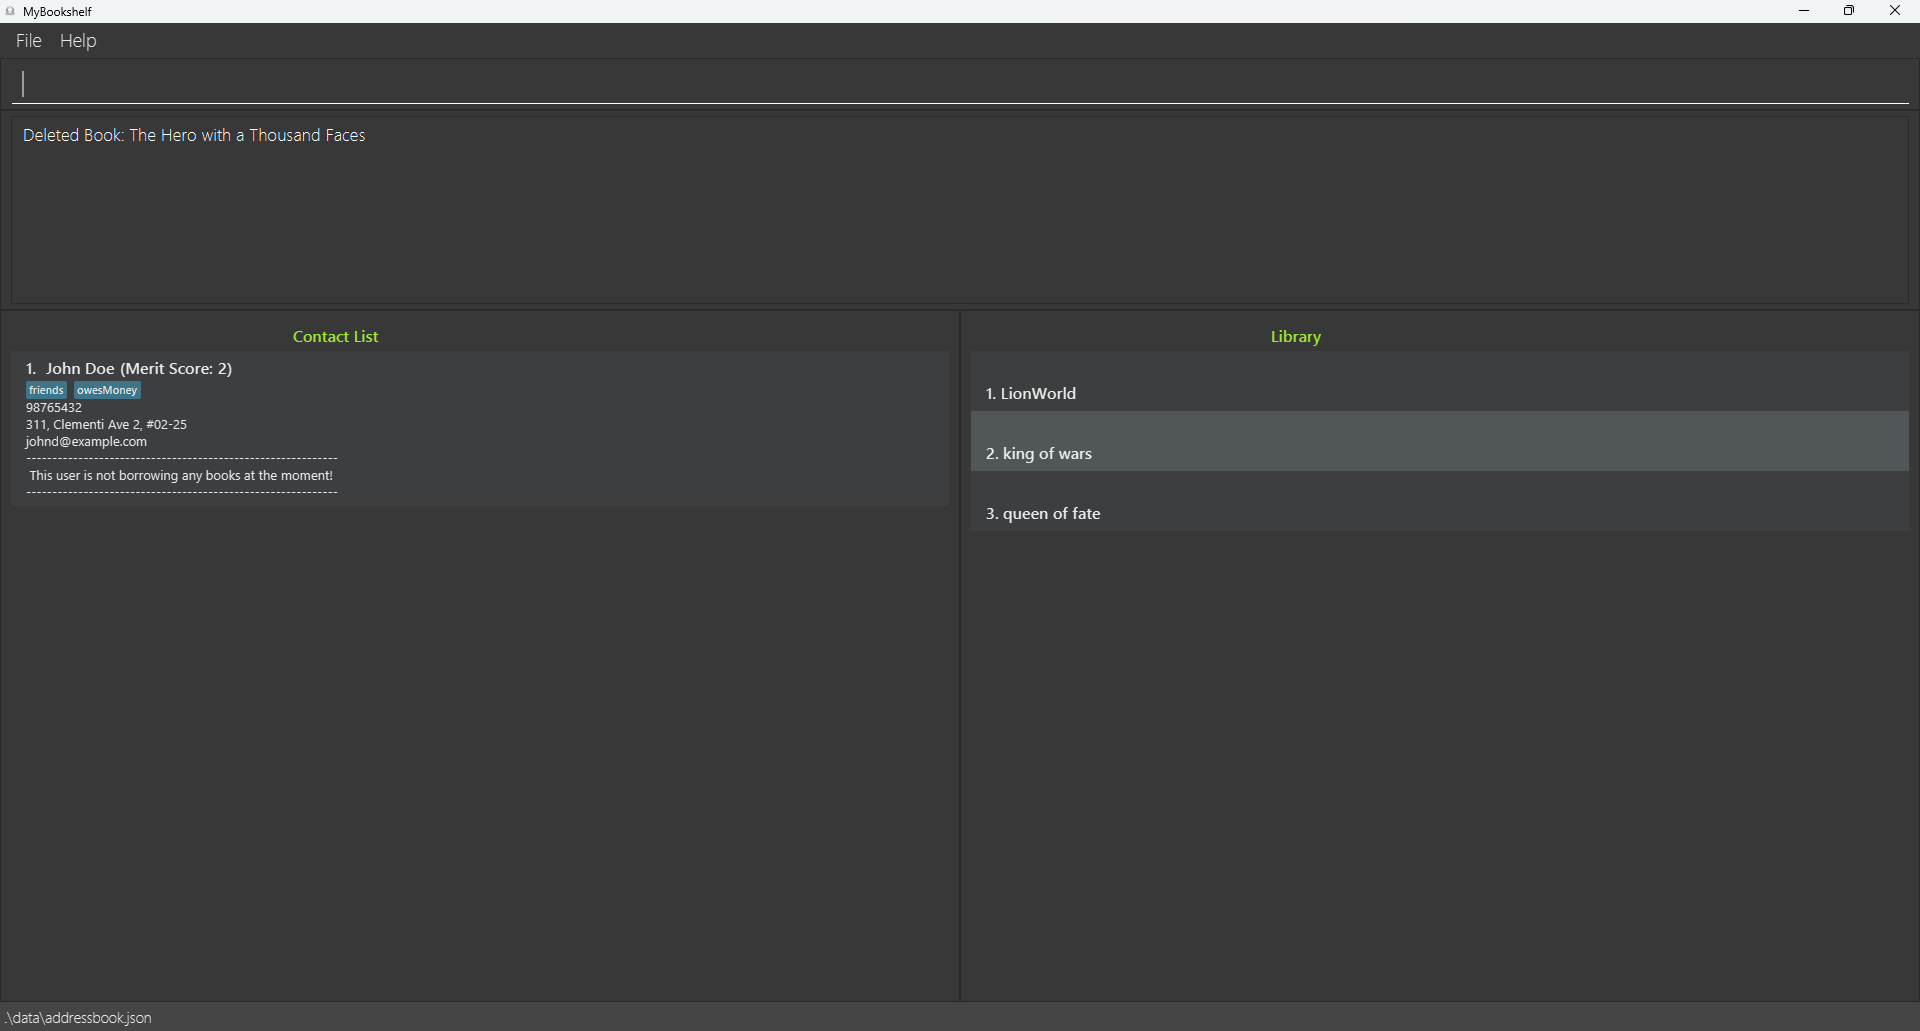 MyBookshelf
File Help
Deleted Book: The Hero with a Thousand Faces
Contact List
1. John Doe (Merit Score: 2)
friends owesMoney
98765432
311, Clementi Ave 2, #02-25
johnd@example.com
------------------------------------------------------------
This user is not borrowing any books at the moment!
------------------------------------------------------------
Library
1. LionWorld
2. king of wars
3. queen of fate
.\data\addressbook.json